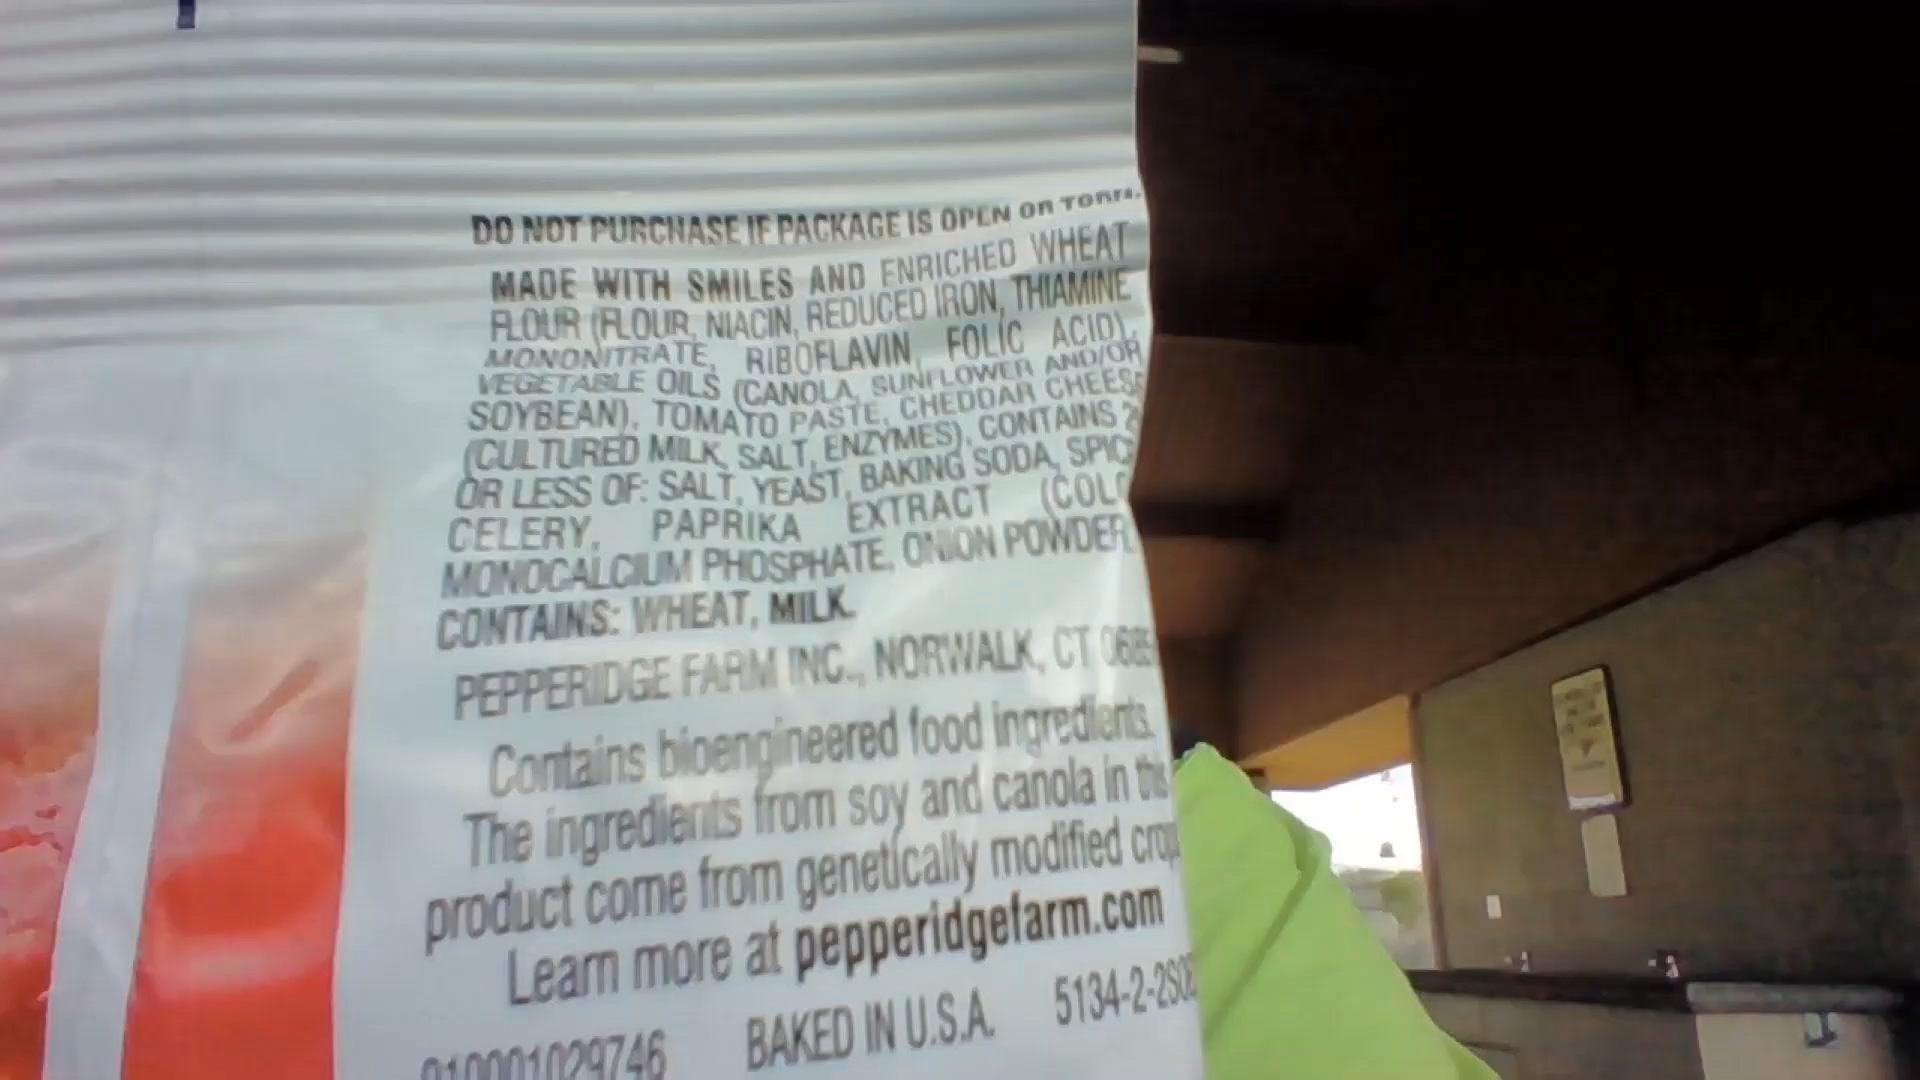 DO NOT PURCHASE IF PACKAGE IS OPEN OR TORN.
MADE WITH SMILES AND ENRICHED WHEAT
FLOUR (FLOUR, NIACIN, REDUCED IRON, THIAMINE
MONONITRATE, RIBOFLAVIN, FOLIC ACID),
VEGETABLE OILS (CANOLA, SUNFLOWER AND/OR
SOYBEAN), TOMATO PASTE, CHEDDAR CHEESE
(CULTURED MILK, SALT, ENZYMES), CONTAINS 2
OR LESS OF: SALT, YEAST, BAKING SODA, SPIC
CELERY, PAPRIKA EXTRACT (COLO
MONOCALCIUM PHOSPHATE, ONION POWDER
CONTAINS: WHEAT, MILK.
PEPPERIDGE FARM INC., NORWALK, CT 0685
Contains bioengineered food ingredients.
The ingredients from soy and canola in this
product come from genetically modified crop
Learn more at pepperidgefarm.com
010001029746 BAKED IN U.S.A. 5134-2-2S0